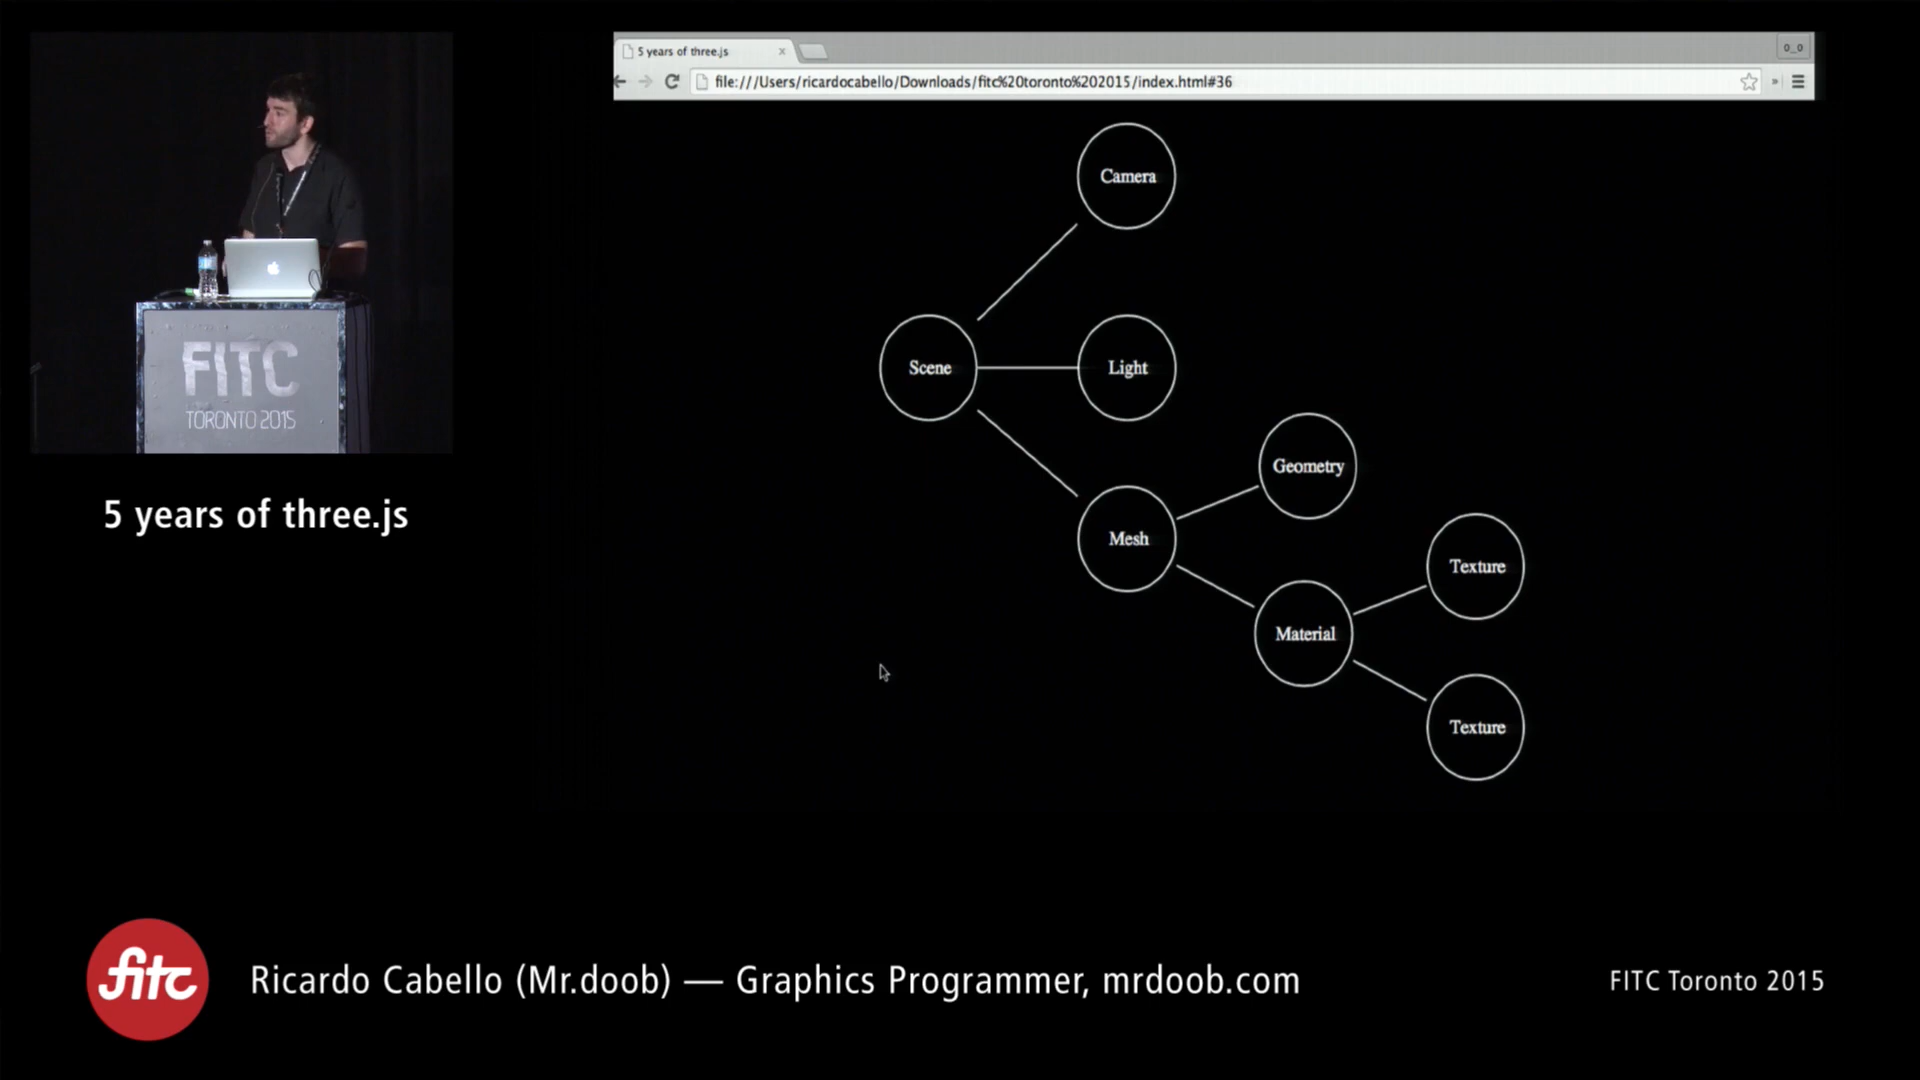 5 years of three.js
0_0
file:///Users/ricardocabello/Downloads/fitc%20toronto%202015/index.html#36
Camera
Scene
Light
Geometry
Mesh
Texture
Material
Texture
FITC
TORONTO 2015
5 years of three.js
fitc
Ricardo Cabello (Mr.doob) — Graphics Programmer, mrdoob.com
FITC Toronto 2015